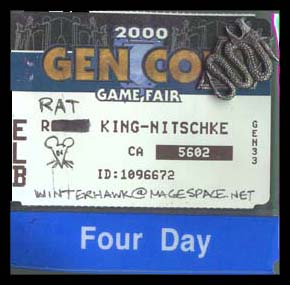 2000
GEN CON
GAME FAIR
RAT
R KING-NITSCHKE
CA 5602
ID:1096672
WINTERHAWK@MAGESPACE.NET
ELB
GEN33
Four Day